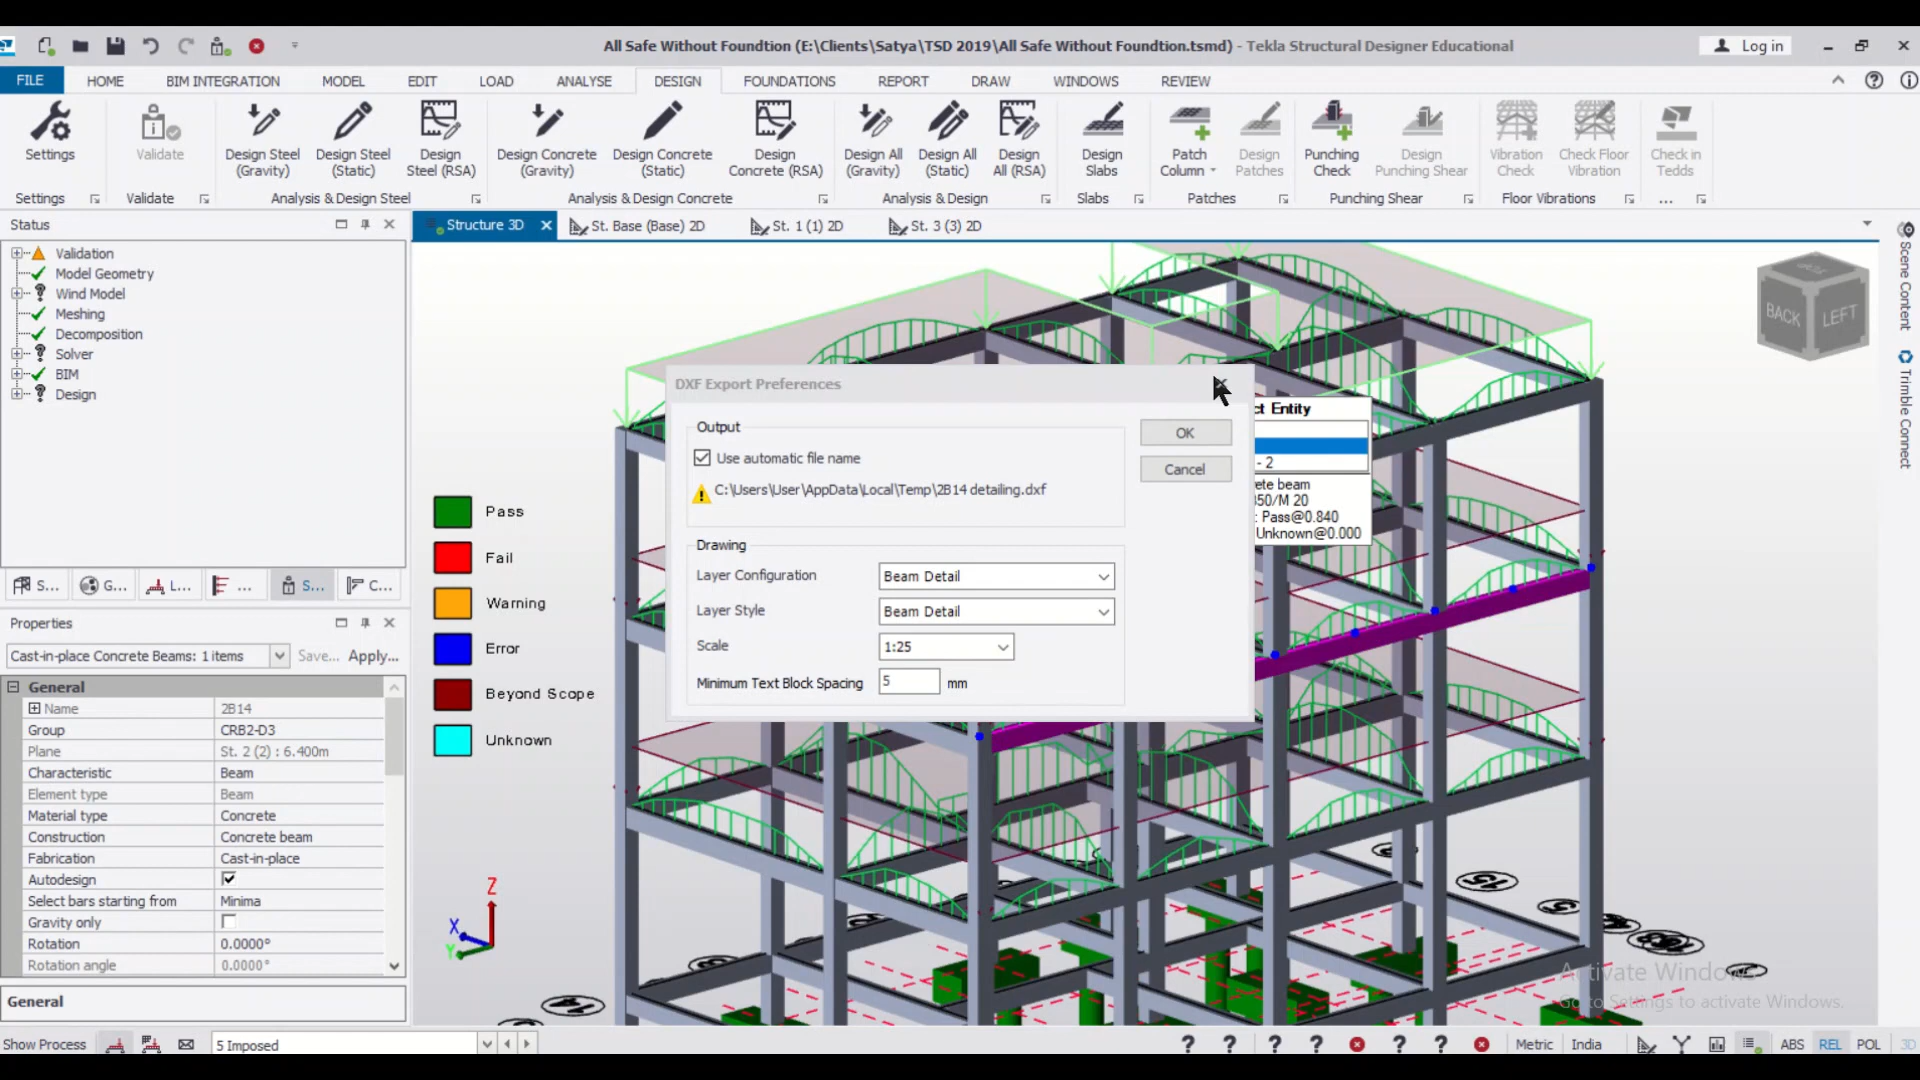 All Safe Without Foundtion (E:\Clients\Satya\TSD 2019\All Safe Without Foundtion.tsmd) - Tekla Structural Designer Educational
Log in
FILE HOME BIM INTEGRATION MODEL EDIT LOAD ANALYSE DESIGN FOUNDATIONS REPORT DRAW WINDOWS REVIEW
Settings
Validate
Design Steel (Gravity)
Design Steel (Static)
Design Steel (RSA)
Design Concrete (Gravity)
Design Concrete (Static)
Design Concrete (RSA)
Design All (Gravity)
Design All (Static)
Design All (RSA)
Design Slabs
Patch Column
Design Patches
Punching Check
Design Punching Shear
Vibration Check
Check Floor Vibration
Check in Tedds
Settings Validate Analysis & Design Steel Analysis & Design Concrete Analysis & Design Slabs Patches Punching Shear Floor Vibrations ...
Status
Structure 3D St. Base (Base) 2D St. 1 (1) 2D St. 3 (3) 2D
Validation
Model Geometry
Wind Model
Meshing
Decomposition
Solver
BIM
Design
S... G... L... ... S... C...
Properties
Cast-in-place Concrete Beams: 1 items Save... Apply...
General
Name 2B14
Group CRB2-D3
Plane St. 2 (2) : 6.400m
Characteristic Beam
Element type Beam
Material type Concrete
Construction Concrete beam
Fabrication Cast-in-place
Autodesign
Select bars starting from Minima
Gravity only
Rotation 0.0000°
Rotation angle 0.0000°
General
Pass
Fail
Warning
Error
Beyond Scope
Unknown
Z
X
Y
DXF Export Preferences
Output
Use automatic file name
C:\Users\User\AppData\Local\Temp\2B14 detailing.dxf
OK
Cancel
Drawing
Layer Configuration Beam Detail
Layer Style Beam Detail
Scale 1:25
Minimum Text Block Spacing 5 mm
ct Entity
- 2
ete beam
350/M 20
: Pass@0.840
Unknown@0.000
BACK LEFT
Scene Content
Trimble Connect
15
Activate Windows
Go to Settings to activate Windows.
Show Process 5 Imposed Metric India ABS REL POL 3D